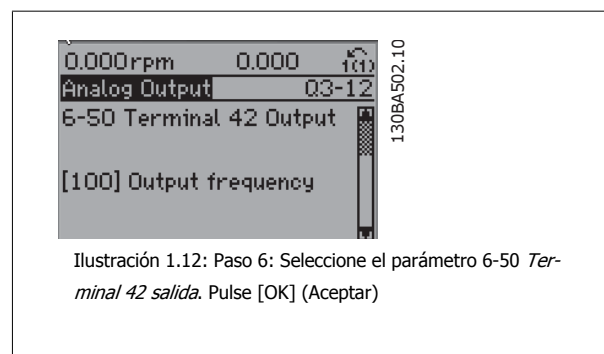 0.000rpm 0.000 1(1)
Analog Output Q3-12
6-50 Terminal 42 Output
[100] Output frequency
130BA502.10
Ilustración 1.12: Paso 6: Seleccione el parámetro 6-50 Ter-
minal 42 salida. Pulse [OK] (Aceptar)